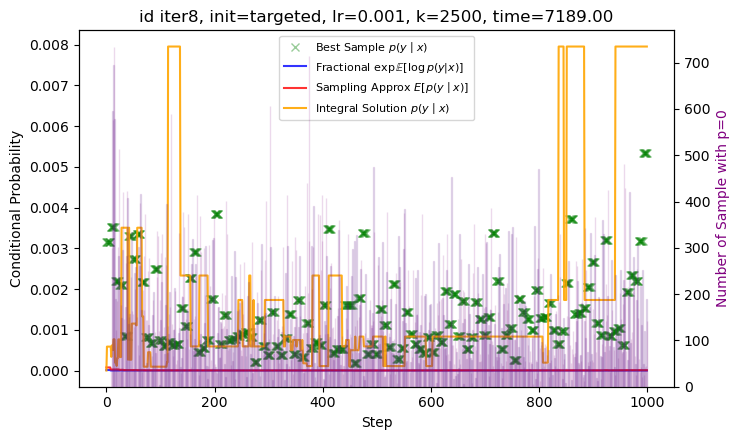 id iter8, init=targeted, lr=0.001, k=2500, time=7189.00
Best Sample p(y | x)
Fractional exp𝔼[log p(y|x)]
Sampling Approx E[p(y | x)]
Integral Solution p(y | x)
Conditional Probability
0.008
0.007
0.006
0.005
0.004
0.003
0.002
0.001
0.000
700
600
500
400
300
200
100
0
Number of Sample with p=0
0 200 400 600 800 1000
Step